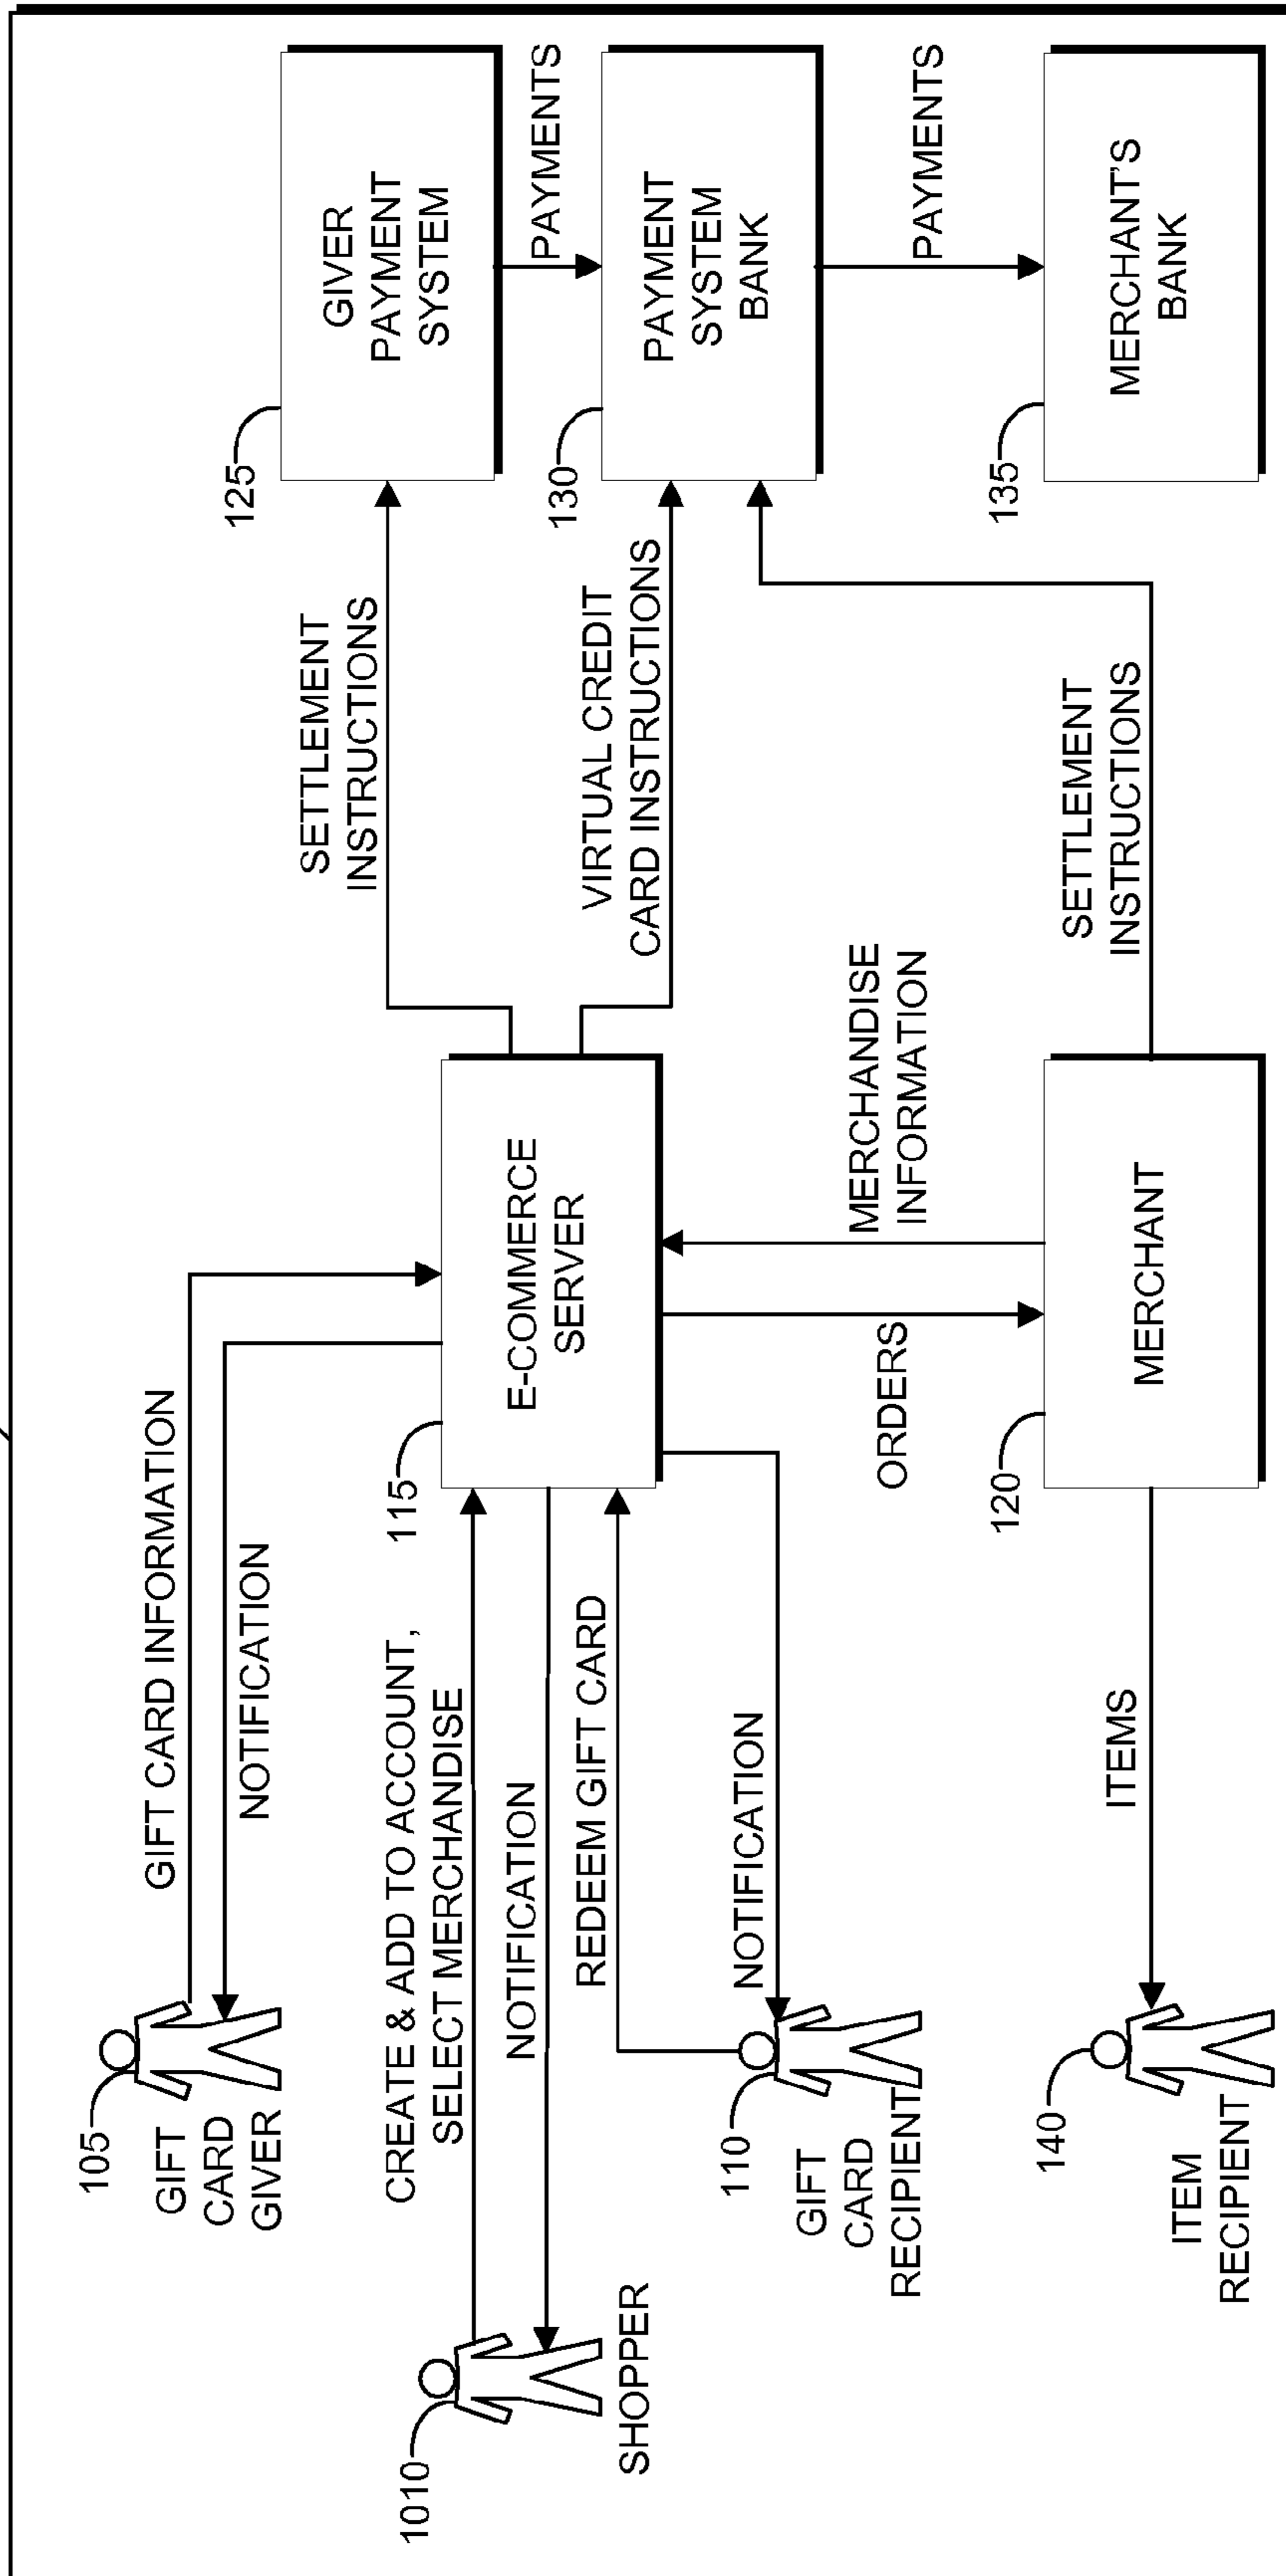 105
GIFT
CARD
GIVER
GIFT CARD INFORMATION
NOTIFICATION
1010
SHOPPER
CREATE & ADD TO ACCOUNT,
SELECT MERCHANDISE
NOTIFICATION
REDEEM GIFT CARD
110
GIFT
CARD
RECIPIENT
NOTIFICATION
140
ITEM
RECIPIENT
ITEMS
115
E-COMMERCE
SERVER
ORDERS
MERCHANDISE
INFORMATION
120
MERCHANT
SETTLEMENT
INSTRUCTIONS
VIRTUAL CREDIT
CARD INSTRUCTIONS
SETTLEMENT
INSTRUCTIONS
125
GIVER
PAYMENT
SYSTEM
PAYMENTS
130
PAYMENT
SYSTEM
BANK
PAYMENTS
135
MERCHANT'S
BANK